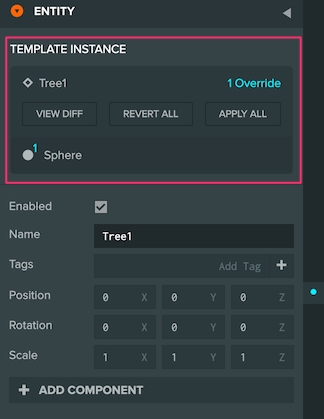 ENTITY
TEMPLATE INSTANCE
Tree1 1 Override
VIEW DIFF REVERT ALL APPLY ALL
1 Sphere
Enabled
Name Tree1
Tags Add Tag +
Position 0 X 0 Y 0 Z
Rotation 0 X 0 Y 0 Z
Scale 1 X 1 Y 1 Z
+ ADD COMPONENT